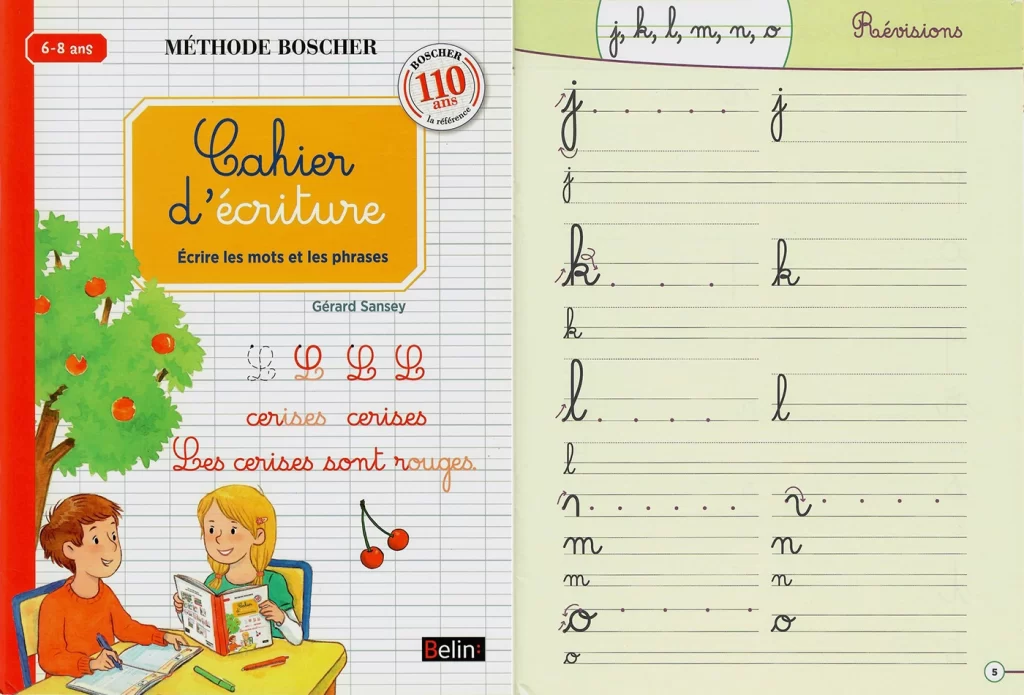 6-8 ans
MÉTHODE BOSCHER
BOSCHER
110
ans
la référence
Cahier
d'écriture
Écrire les mots et les phrases
Gérard Sansey
L L L L
cerises cerises
Les cerises sont rouges.
Belin:
j, k, l, m, n, o
Révisions
j j
j
k k
k
l l
l
m n
m n
o o
o
5